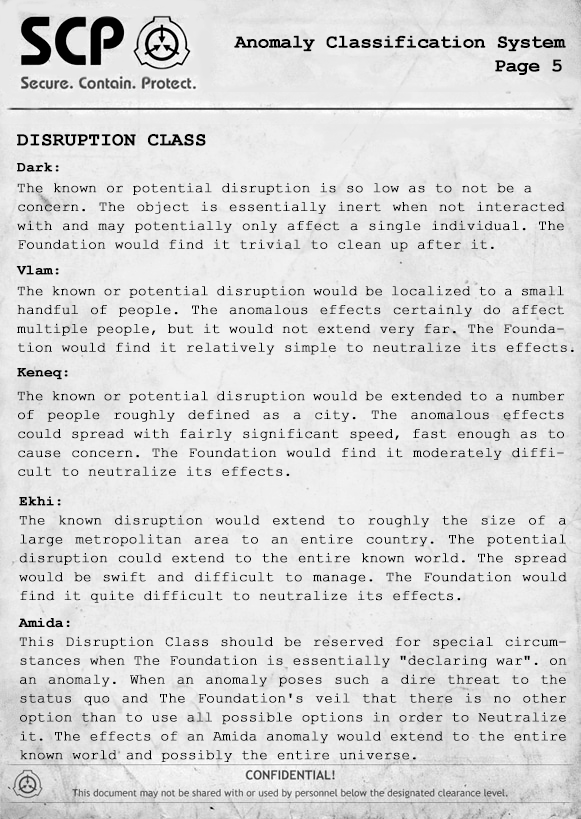 SCP
Secure. Contain. Protect.
Anomaly Classification System
Page 5
DISRUPTION CLASS
Dark:
The known or potential disruption is so low as to not be a
concern. The object is essentially inert when not interacted
with and may potentially only affect a single individual. The
Foundation would find it trivial to clean up after it.
Vlam:
The known or potential disruption would be localized to a small
handful of people. The anomalous effects certainly do affect
multiple people, but it would not extend very far. The Founda-
tion would find it relatively simple to neutralize its effects.
Keneq:
The known or potential disruption would be extended to a number
of people roughly defined as a city. The anomalous effects
could spread with fairly significant speed, fast enough as to
cause concern. The Foundation would find it moderately diffi-
cult to neutralize its effects.
Ekhi:
The known disruption would extend to roughly the size of a
large metropolitan area to an entire country. The potential
disruption could extend to the entire known world. The spread
would be swift and difficult to manage. The Foundation would
find it quite difficult to neutralize its effects.
Amida:
This Disruption Class should be reserved for special circum-
stances when The Foundation is essentially "declaring war". on
an anomaly. When an anomaly poses such a dire threat to the
status quo and The Foundation's veil that there is no other
option than to use all possible options in order to Neutralize
it. The effects of an Amida anomaly would extend to the entire
known world and possibly the entire universe.
CONFIDENTIAL!
This document may not be shared with or used by personnel below the designated clearance level.